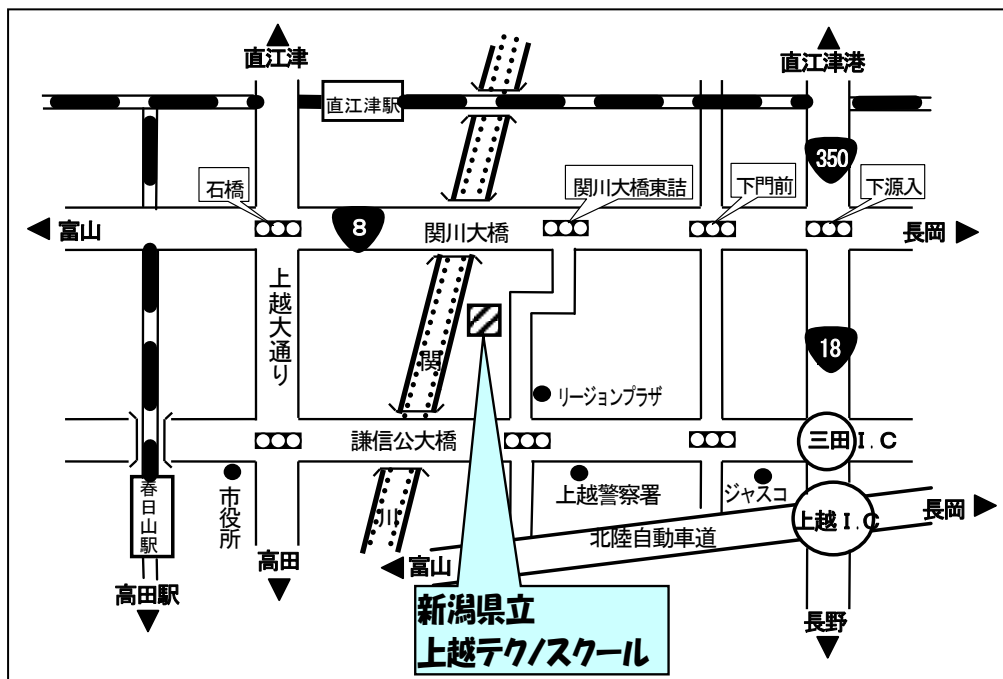 直江津
直江津港
直江津駅
350
石橋
関川大橋東詰
下門前
下源入
富山
8
関川大橋
長岡
上越大通り
関
18
リージョンプラザ
謙信公大橋
三田I.C
春日山駅
市役所
川
上越警察署
ジャスコ
上越I.C
長岡
北陸自動車道
高田
富山
高田駅
新潟県立
上越テクノスクール
長野